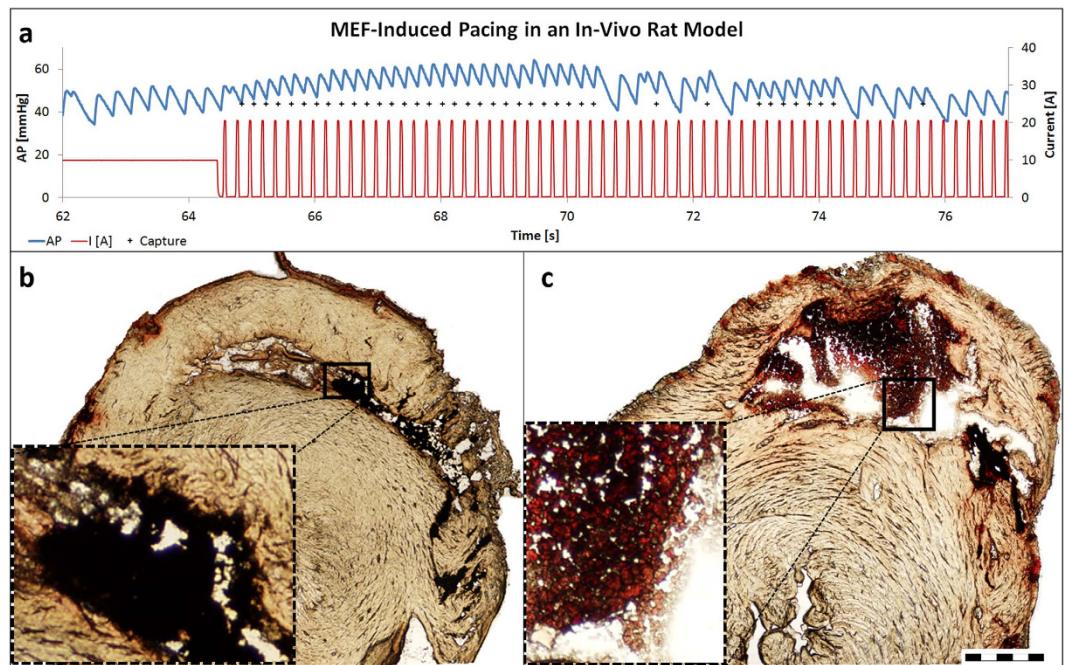 a
MEF-Induced Pacing in an In-Vivo Rat Model
AP [mmHg]
60
40
20
0
40
30
20
10
0
Current [A]
62 64 66 68 70 72 74 76
Time [s]
AP I [A] + Capture
b
c